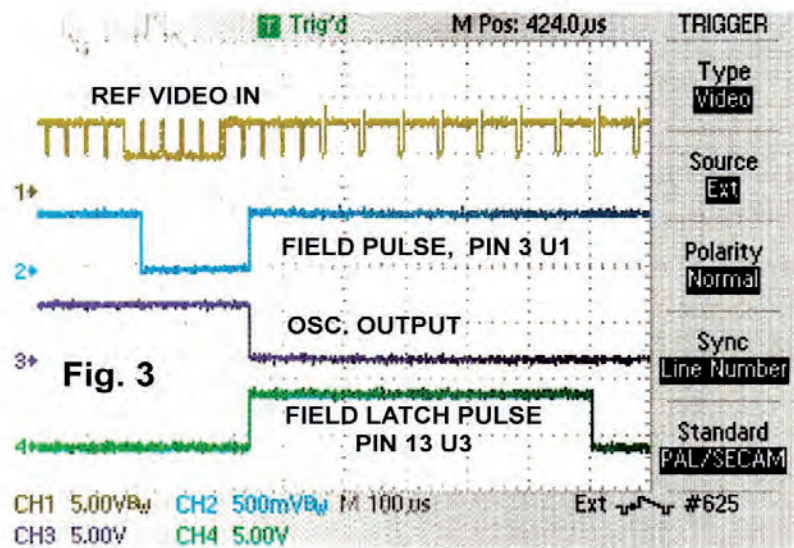 T Trig'd M Pos: 424.0µs TRIGGER
Type
Video
REF VIDEO IN
Source
Ext
1
FIELD PULSE, PIN 3 U1
2
Polarity
Normal
OSC. OUTPUT
3
Fig. 3
Sync
Line Number
FIELD LATCH PULSE
PIN 13 U3
4
Standard
PAL/SECAM
CH1 5.00VBW CH2 500mVBW M 100µs Ext #625
CH3 5.00V CH4 5.00V